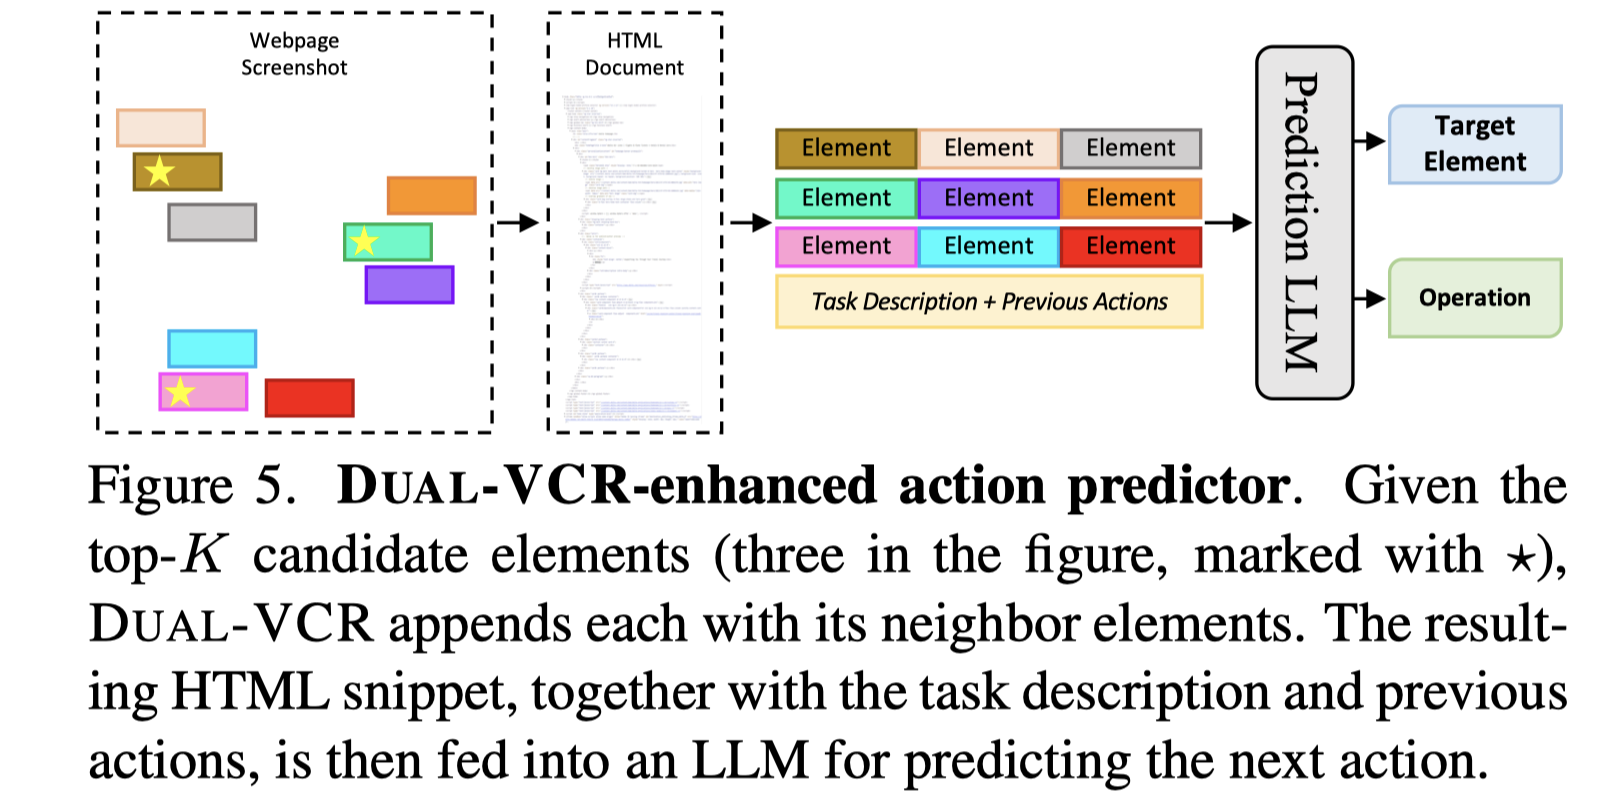 Webpage
Screenshot
HTML
Document
Element Element Element
Element Element Element
Element Element Element
Task Description + Previous Actions
Prediction LLM
Target
Element
Operation
Figure 5. DUAL-VCR-enhanced action predictor. Given the
top-K candidate elements (three in the figure, marked with ★),
DUAL-VCR appends each with its neighbor elements. The result-
ing HTML snippet, together with the task description and previous
actions, is then fed into an LLM for predicting the next action.